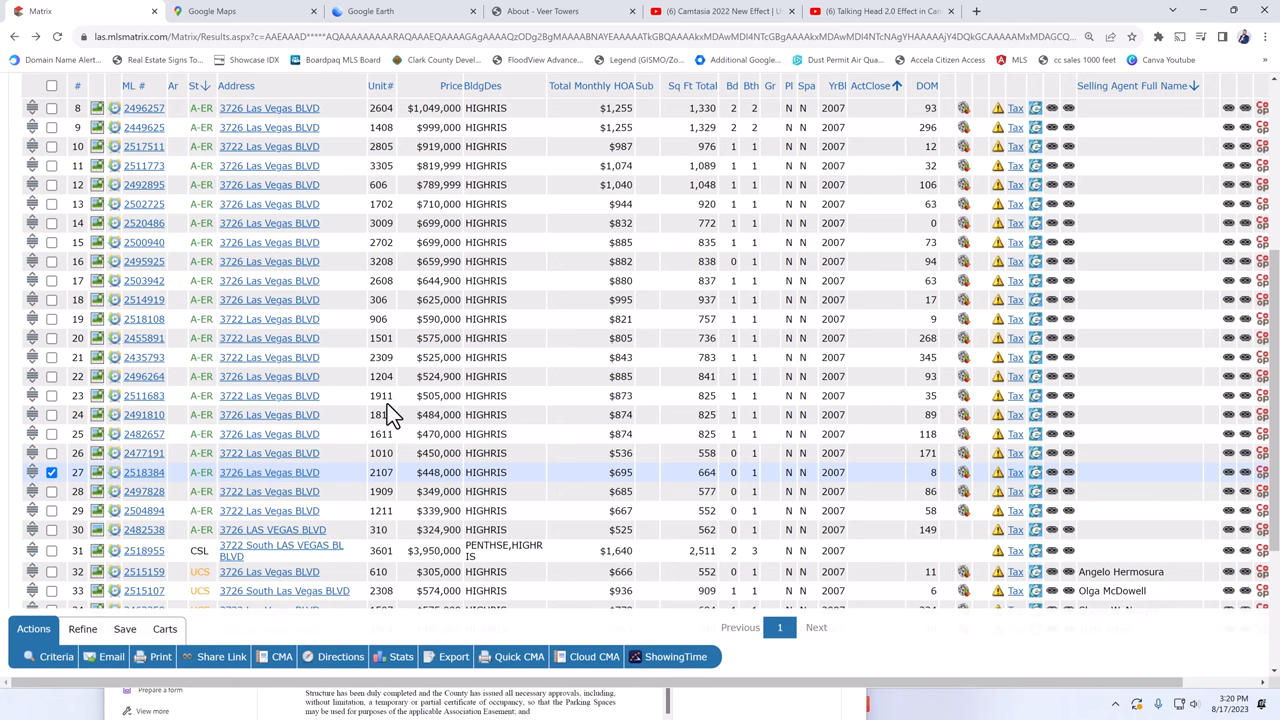 Matrix Google Maps Google Earth About - Veer Towers (6) Camtasia 2022 New Effect | U (6) Talking Head 2.0 Effect in Can
las.mlsmatrix.com/Matrix/Results.aspx?c=
Domain Name Alert... Real Estate Signs To... Showcase IDX Boardpaq MLS Board Clark County Devel... FloodView Advance... Legend (GISMO/Zo... Additional Google... Dust Permit Air Qua... Accela Citizen Access MLS cc sales 1000 feet Canva Youtube
# ML # Ar St Address Unit# Price BldgDes Total Monthly HOA Sub Sq Ft Total Bd Bth Gr Pl Spa YrBl ActClose DOM Selling Agent Full Name
8 2496257 A-ER 3726 Las Vegas BLVD 2604 $1,049,000 HIGHRIS $1,255 1,330 2 2 N N 2007 93 Tax
9 2449625 A-ER 3726 Las Vegas BLVD 1408 $999,000 HIGHRIS $1,255 1,329 2 2 N N 2007 296 Tax
10 2517511 A-ER 3722 Las Vegas BLVD 2805 $919,000 HIGHRIS $987 976 1 1 N N 2007 12 Tax
11 2511773 A-ER 3726 Las Vegas BLVD 3305 $819,999 HIGHRIS $1,074 1,089 1 1 N N 2007 32 Tax
12 2492895 A-ER 3726 Las Vegas BLVD 606 $789,999 HIGHRIS $1,040 1,048 1 1 N N 2007 106 Tax
13 2502725 A-ER 3726 Las Vegas BLVD 1702 $710,000 HIGHRIS $944 920 1 1 N N 2007 63 Tax
14 2520486 A-ER 3726 Las Vegas BLVD 3009 $699,000 HIGHRIS $832 772 1 1 N N 2007 0 Tax
15 2500940 A-ER 3726 Las Vegas BLVD 2702 $699,000 HIGHRIS $885 835 1 1 N N 2007 73 Tax
16 2495925 A-ER 3726 Las Vegas BLVD 3208 $659,990 HIGHRIS $882 838 1 1 N N 2007 94 Tax
17 2503942 A-ER 3726 Las Vegas BLVD 2608 $644,900 HIGHRIS $880 837 1 1 N N 2007 63 Tax
18 2514919 A-ER 3726 Las Vegas BLVD 306 $625,000 HIGHRIS $995 937 1 1 N N 2007 17 Tax
19 2518108 A-ER 3722 Las Vegas BLVD 906 $590,000 HIGHRIS $821 757 1 1 N N 2007 9 Tax
20 2455891 A-ER 3722 Las Vegas BLVD 1501 $575,000 HIGHRIS $805 736 1 1 N N 2007 268 Tax
21 2435793 A-ER 3722 Las Vegas BLVD 2309 $525,000 HIGHRIS $843 783 1 1 N N 2007 345 Tax
22 2496264 A-ER 3726 Las Vegas BLVD 1204 $524,900 HIGHRIS $885 841 1 1 N N 2007 93 Tax
23 2511683 A-ER 3722 Las Vegas BLVD 1911 $505,000 HIGHRIS $873 825 1 1 N N 2007 35 Tax
24 2491810 A-ER 3726 Las Vegas BLVD $484,000 HIGHRIS $874 825 1 1 N N 2007 89 Tax
25 2482657 A-ER 3726 Las Vegas BLVD 1611 $470,000 HIGHRIS $874 825 1 1 N N 2007 118 Tax
26 2477191 A-ER 3722 Las Vegas BLVD 1010 $450,000 HIGHRIS $536 558 0 1 N N 2007 171 Tax
27 2518384 A-ER 3726 Las Vegas BLVD 2107 $448,000 HIGHRIS $695 664 0 1 N N 2007 8 Tax
28 2497828 A-ER 3722 Las Vegas BLVD 1909 $349,000 HIGHRIS $685 577 0 1 N N 2007 86 Tax
29 2504894 A-ER 3722 Las Vegas BLVD 1211 $339,900 HIGHRIS $667 552 0 1 N N 2007 58 Tax
30 2482538 A-ER 3726 LAS VEGAS BLVD 310 $324,900 HIGHRIS $525 562 0 1 N N 2007 149 Tax
31 2518955 CSL 3722 South LAS VEGAS BL BLVD 3601 $3,950,000 PENTHSE,HIGHRIS $1,640 2,511 2 3 N N 2007 Tax
32 2515159 UCS 3726 Las Vegas BLVD 610 $305,000 HIGHRIS $666 552 0 1 N N 2007 11 Tax Angelo Hermosura
33 2515107 UCS 3726 South Las Vegas BLVD 2308 $574,000 HIGHRIS $936 909 1 1 N N 2007 6 Tax Olga McDowell
Actions Refine Save Carts Previous 1 Next
Criteria Email Print Share Link CMA Directions Stats Export Quick CMA Cloud CMA ShowingTime
Prepare a form
View more
Structure has been duly completed and the County has issued all necessary approvals, including,
without limitation, a temporary or partial certificate of occupancy, so that the Parking Spaces
may be used for purposes of the applicable Association Easement; and
3:20 PM
8/17/2023